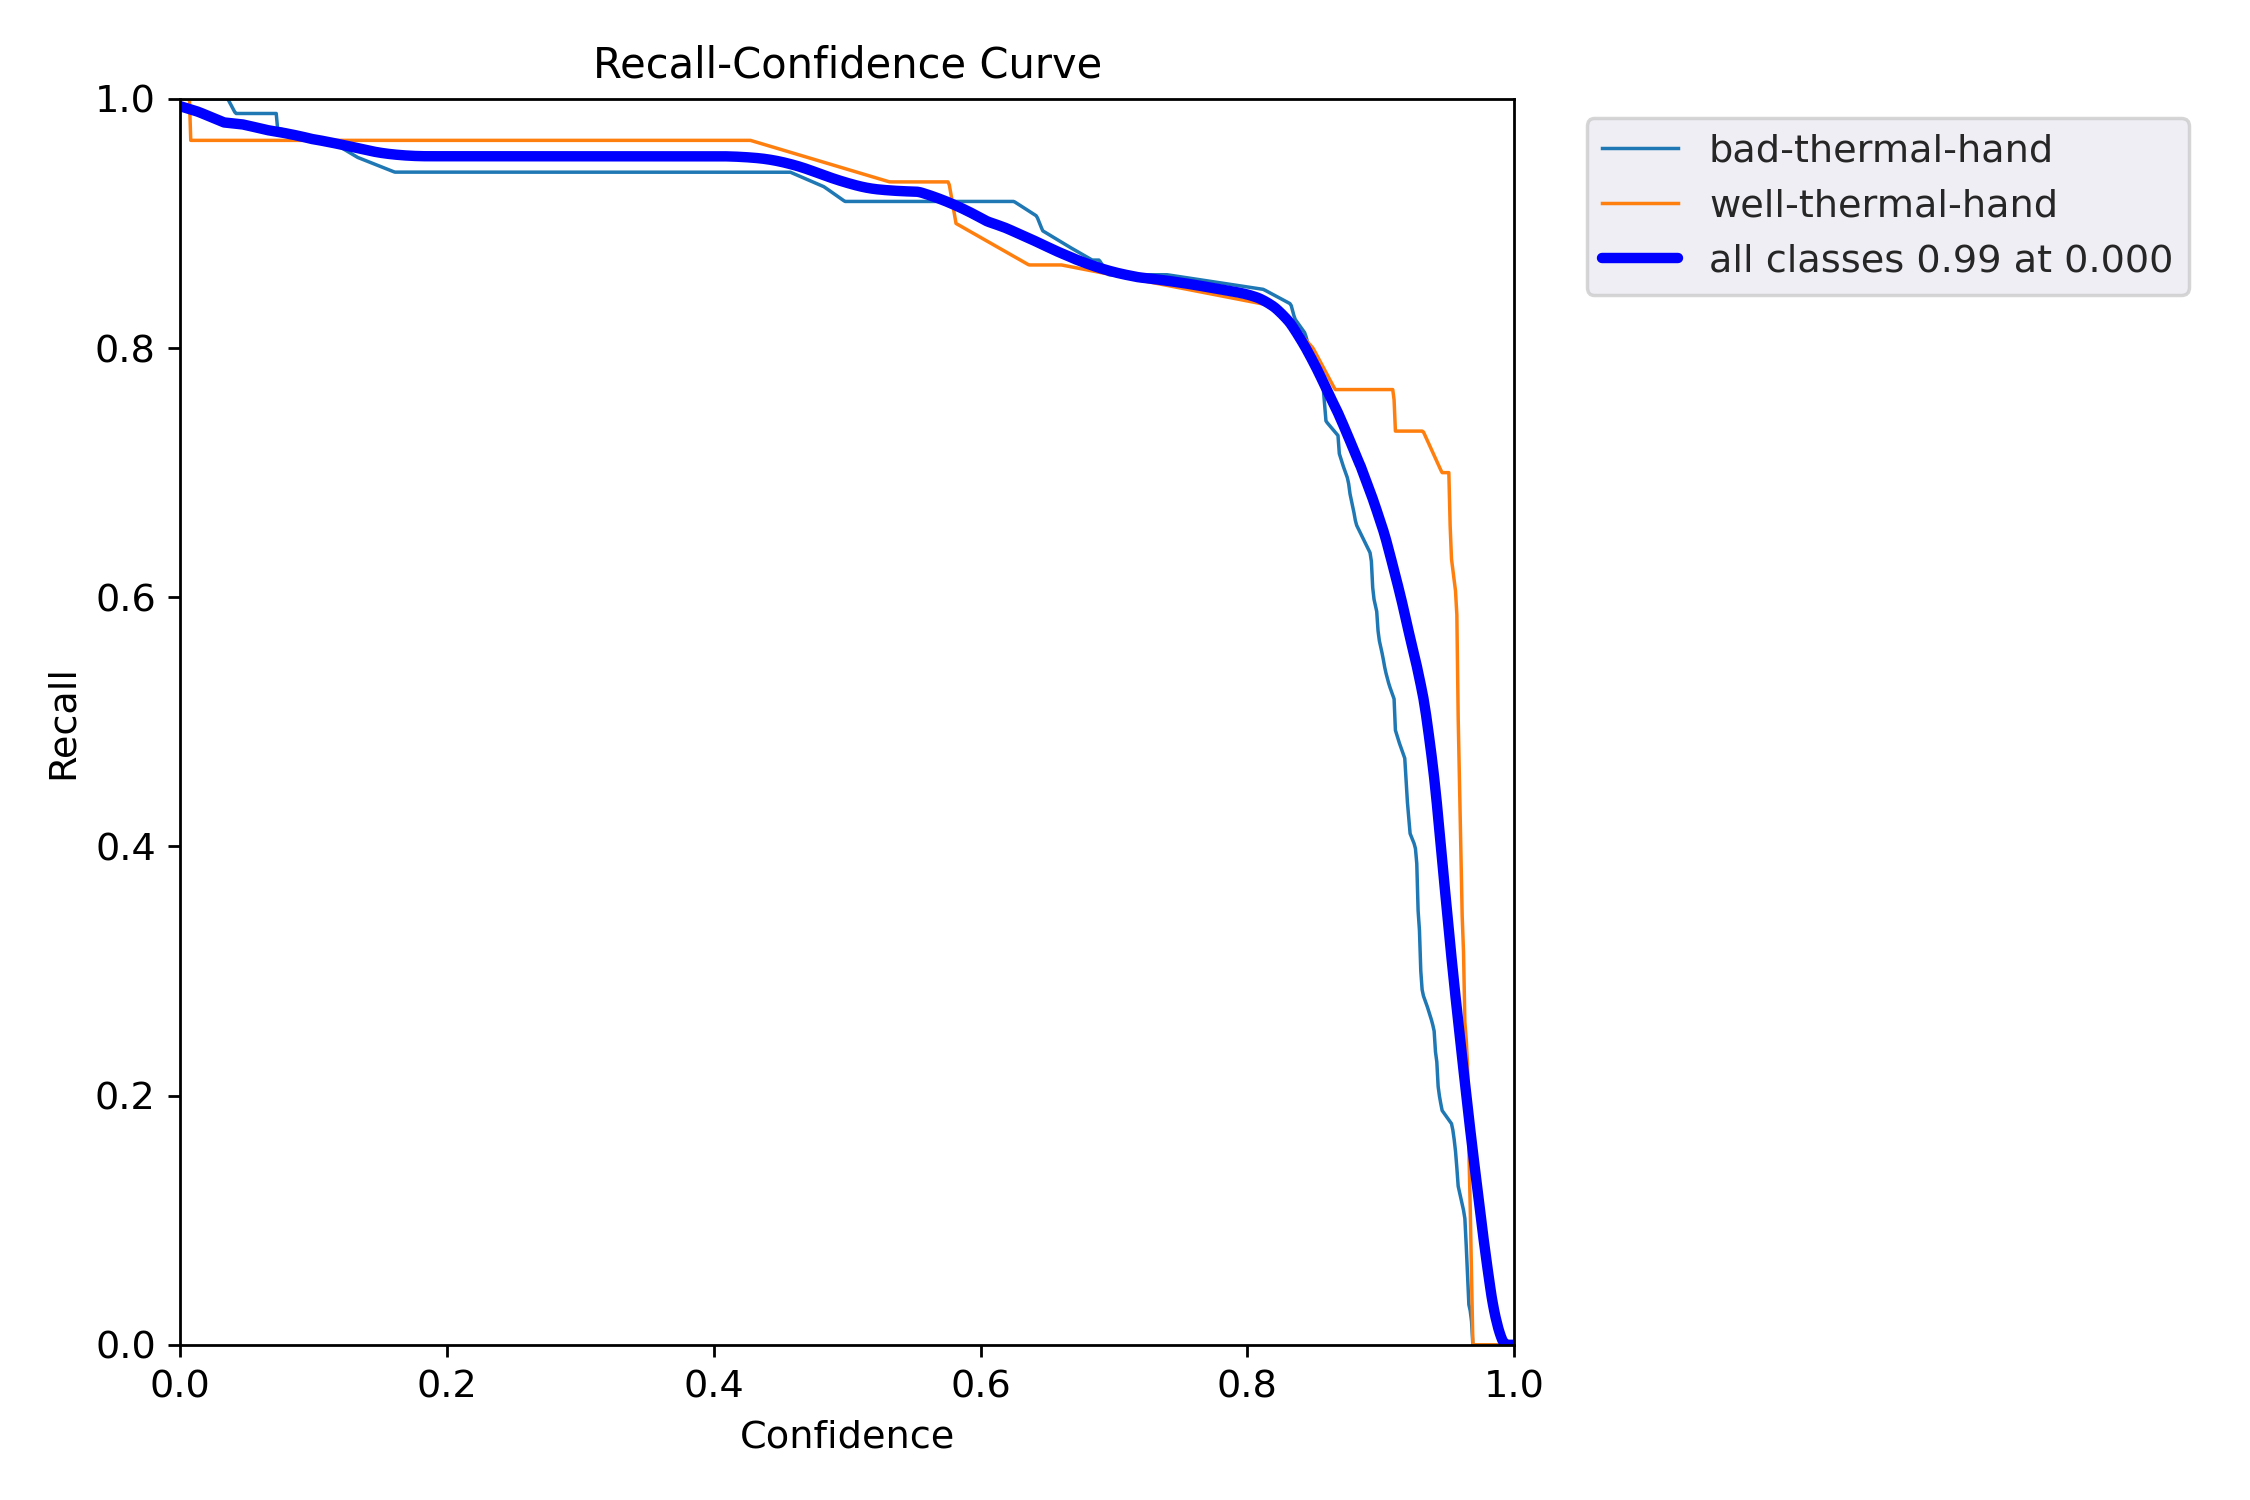 Recall-Confidence Curve
1.0
0.8
0.6
0.4
0.2
0.0
Recall
0.0 0.2 0.4 0.6 0.8 1.0
Confidence
bad-thermal-hand
well-thermal-hand
all classes 0.99 at 0.000